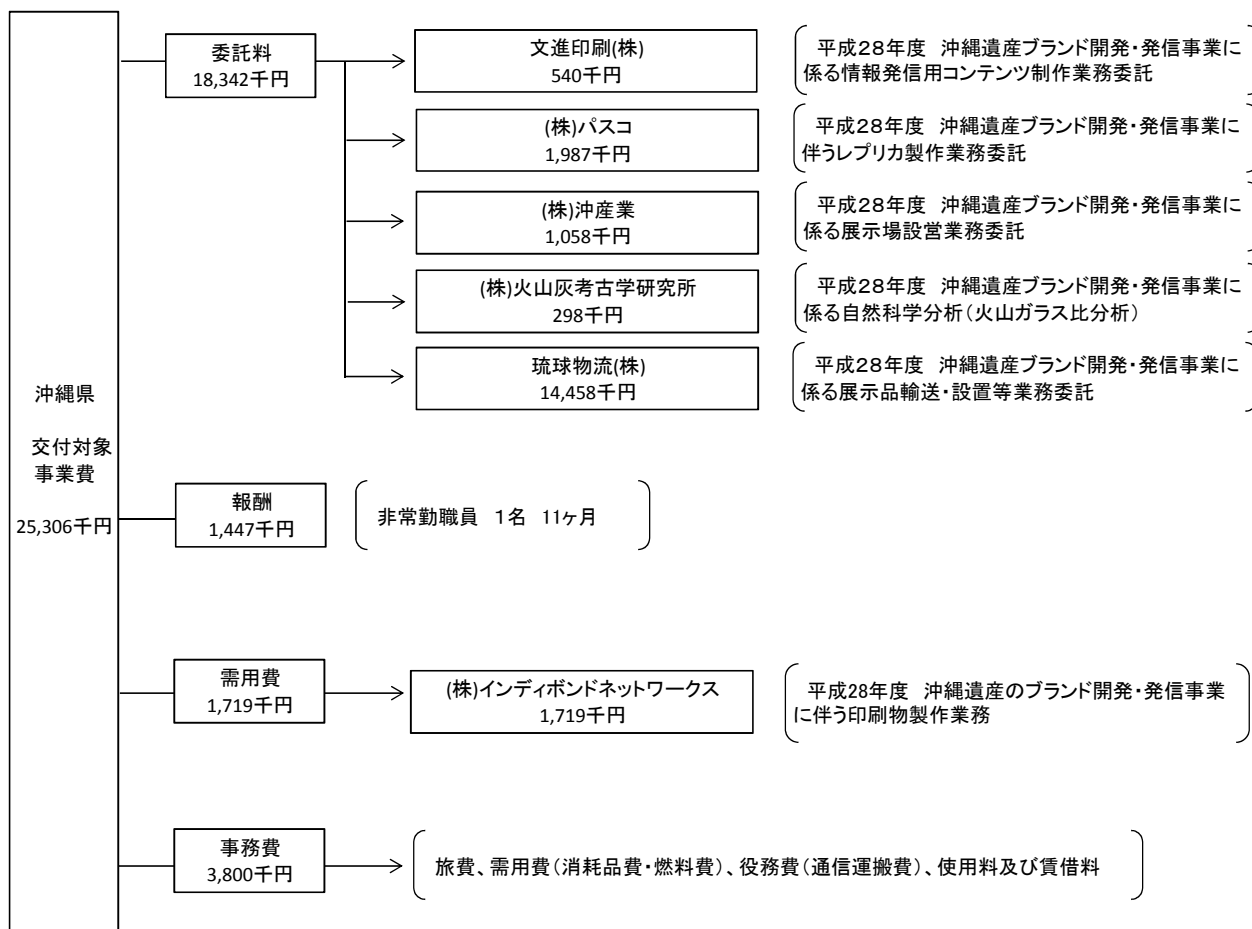 沖縄県
交付対象
事業費
25,306千円
委託料
18,342千円
文進印刷(株)
540千円
平成28年度　沖縄遺産ブランド開発・発信事業に
係る情報発信用コンテンツ制作業務委託
(株)パスコ
1,987千円
平成28年度　沖縄遺産ブランド開発・発信事業に
伴うレプリカ製作業務委託
(株)沖産業
1,058千円
平成28年度　沖縄遺産ブランド開発・発信事業に
係る展示場設営業務委託
(株)火山灰考古学研究所
298千円
平成28年度　沖縄遺産ブランド開発・発信事業に
係る自然科学分析（火山ガラス比分析）
琉球物流(株)
14,458千円
平成28年度　沖縄遺産ブランド開発・発信事業に
係る展示品輸送・設置等業務委託
報酬
1,447千円
非常勤職員　1名　11ヶ月
需用費
1,719千円
(株)インディボンドネットワークス
1,719千円
平成28年度　沖縄遺産のブランド開発・発信事業
に伴う印刷物製作業務
事務費
3,800千円
旅費、需用費（消耗品費・燃料費）、役務費（通信運搬費）、使用料及び賃借料